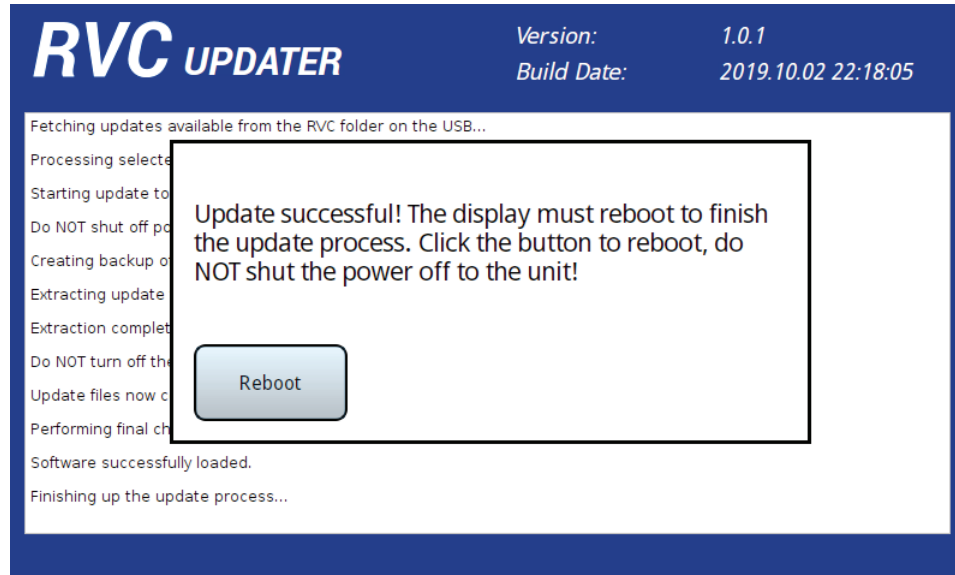 RVC UPDATER
Version: 1.0.1
Build Date: 2019.10.02 22:18:05
Fetching updates available from the RVC folder on the USB...
Processing selecte
Starting update to
Do NOT shut off po
Creating backup o
Extracting update
Extraction complet
Do NOT turn off the
Update files now c
Performing final ch
Software successfully loaded.
Finishing up the update process...
Update successful! The display must reboot to finish
the update process. Click the button to reboot, do
NOT shut the power off to the unit!
Reboot